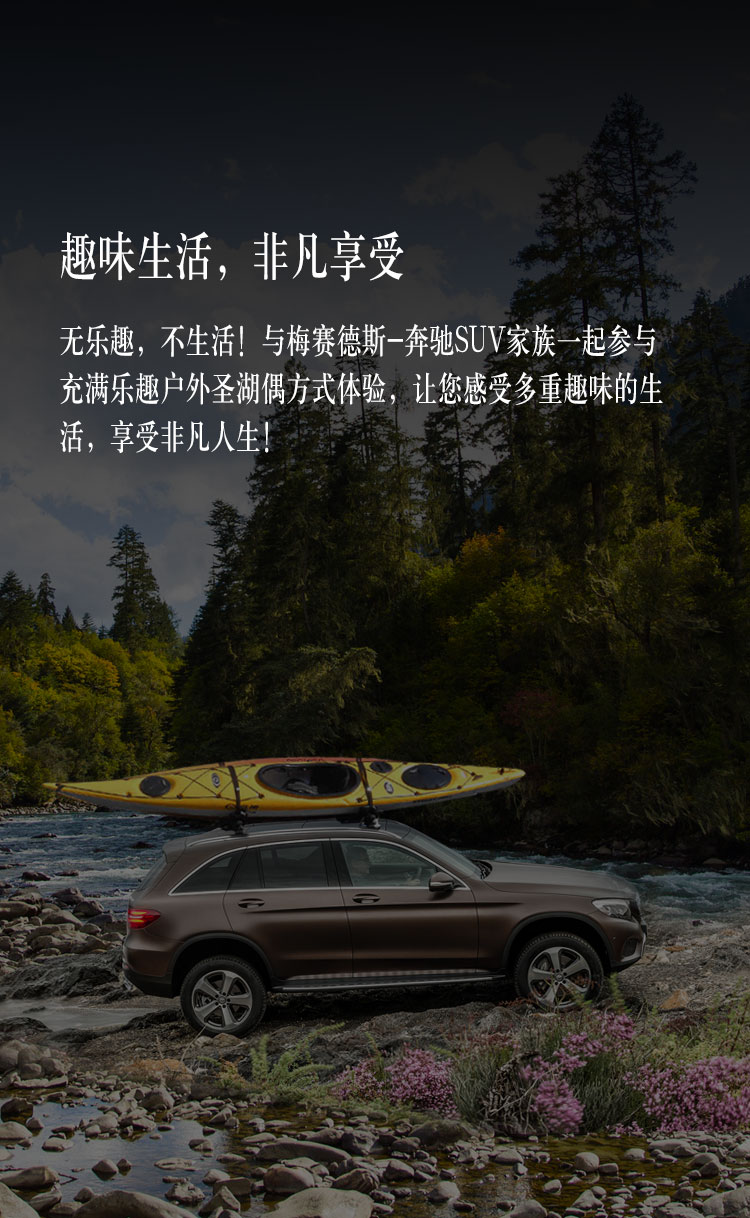 趣味生活，非凡享受
无乐趣，不生活！与梅赛德斯-奔驰SUV家族一起参与
充满乐趣户外圣湖偶方式体验，让您感受多重趣味的生
活，享受非凡人生！